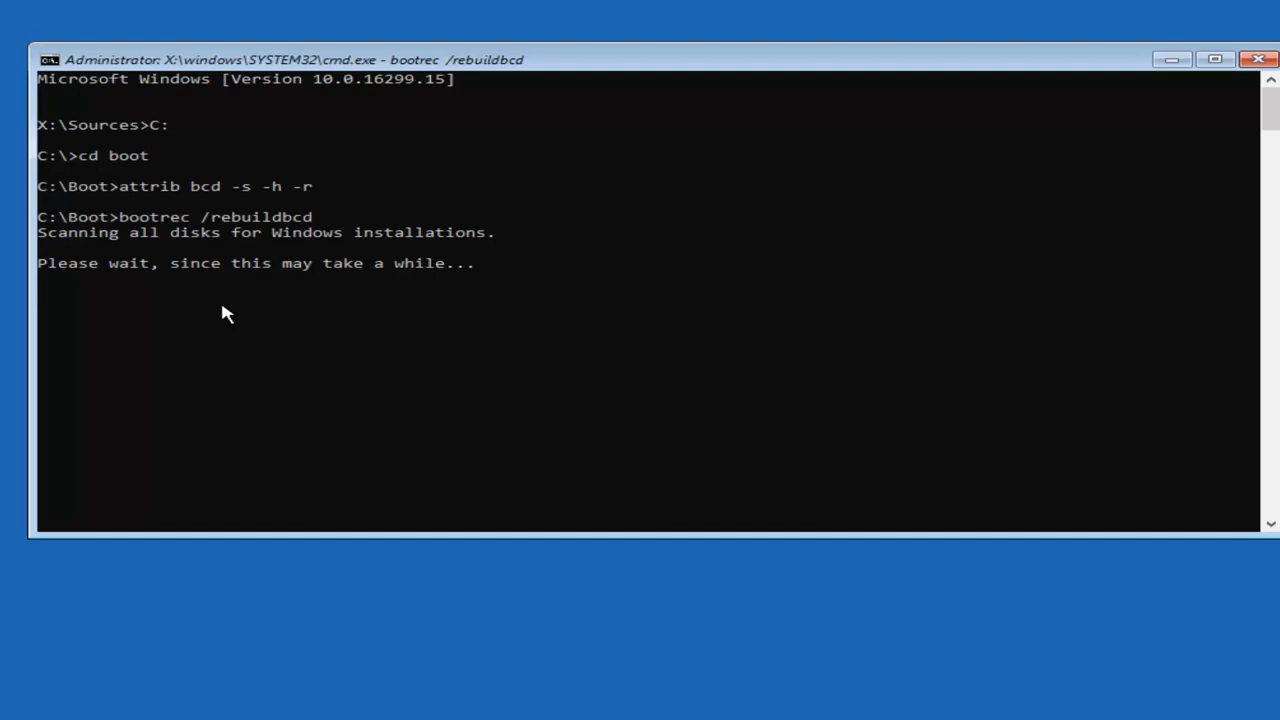 Administrator: X:\windows\SYSTEM32\cmd.exe - bootrec /rebuildbcd
Microsoft Windows [Version 10.0.16299.15]
X:\Sources>C:
C:\>cd boot
C:\Boot>attrib bcd -s -h -r
C:\Boot>bootrec /rebuildbcd
Scanning all disks for Windows installations.
Please wait, since this may take a while...